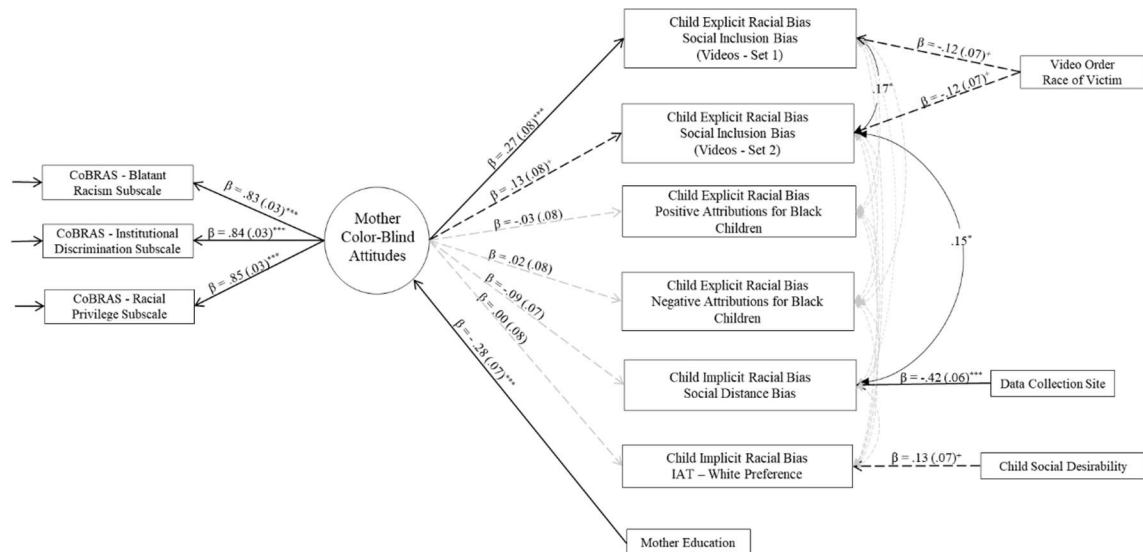 CoBRAS - Blatant
Racism Subscale
CoBRAS - Institutional
Discrimination Subscale
CoBRAS - Racial
Privilege Subscale
β = .83 (.03)***
β = .84 (.03)***
β = .85 (.03)***
Mother
Color-Blind
Attitudes
β = .27 (.08)***
β = .13 (.08)+
β = -.03 (.08)
β = .02 (.08)
β = -.09 (.07)
β = .00 (.08)
β = -.28 (.07)***
Child Explicit Racial Bias
Social Inclusion Bias
(Videos - Set 1)
Child Explicit Racial Bias
Social Inclusion Bias
(Videos - Set 2)
Child Explicit Racial Bias
Positive Attributions for Black
Children
Child Explicit Racial Bias
Negative Attributions for Black
Children
Child Implicit Racial Bias
Social Distance Bias
Child Implicit Racial Bias
IAT – White Preference
Mother Education
β = -.12 (.07)+
β = -.12 (.07)+
.17*
.15*
β = -.42 (.06)***
β = .13 (.07)+
Video Order
Race of Victim
Data Collection Site
Child Social Desirability